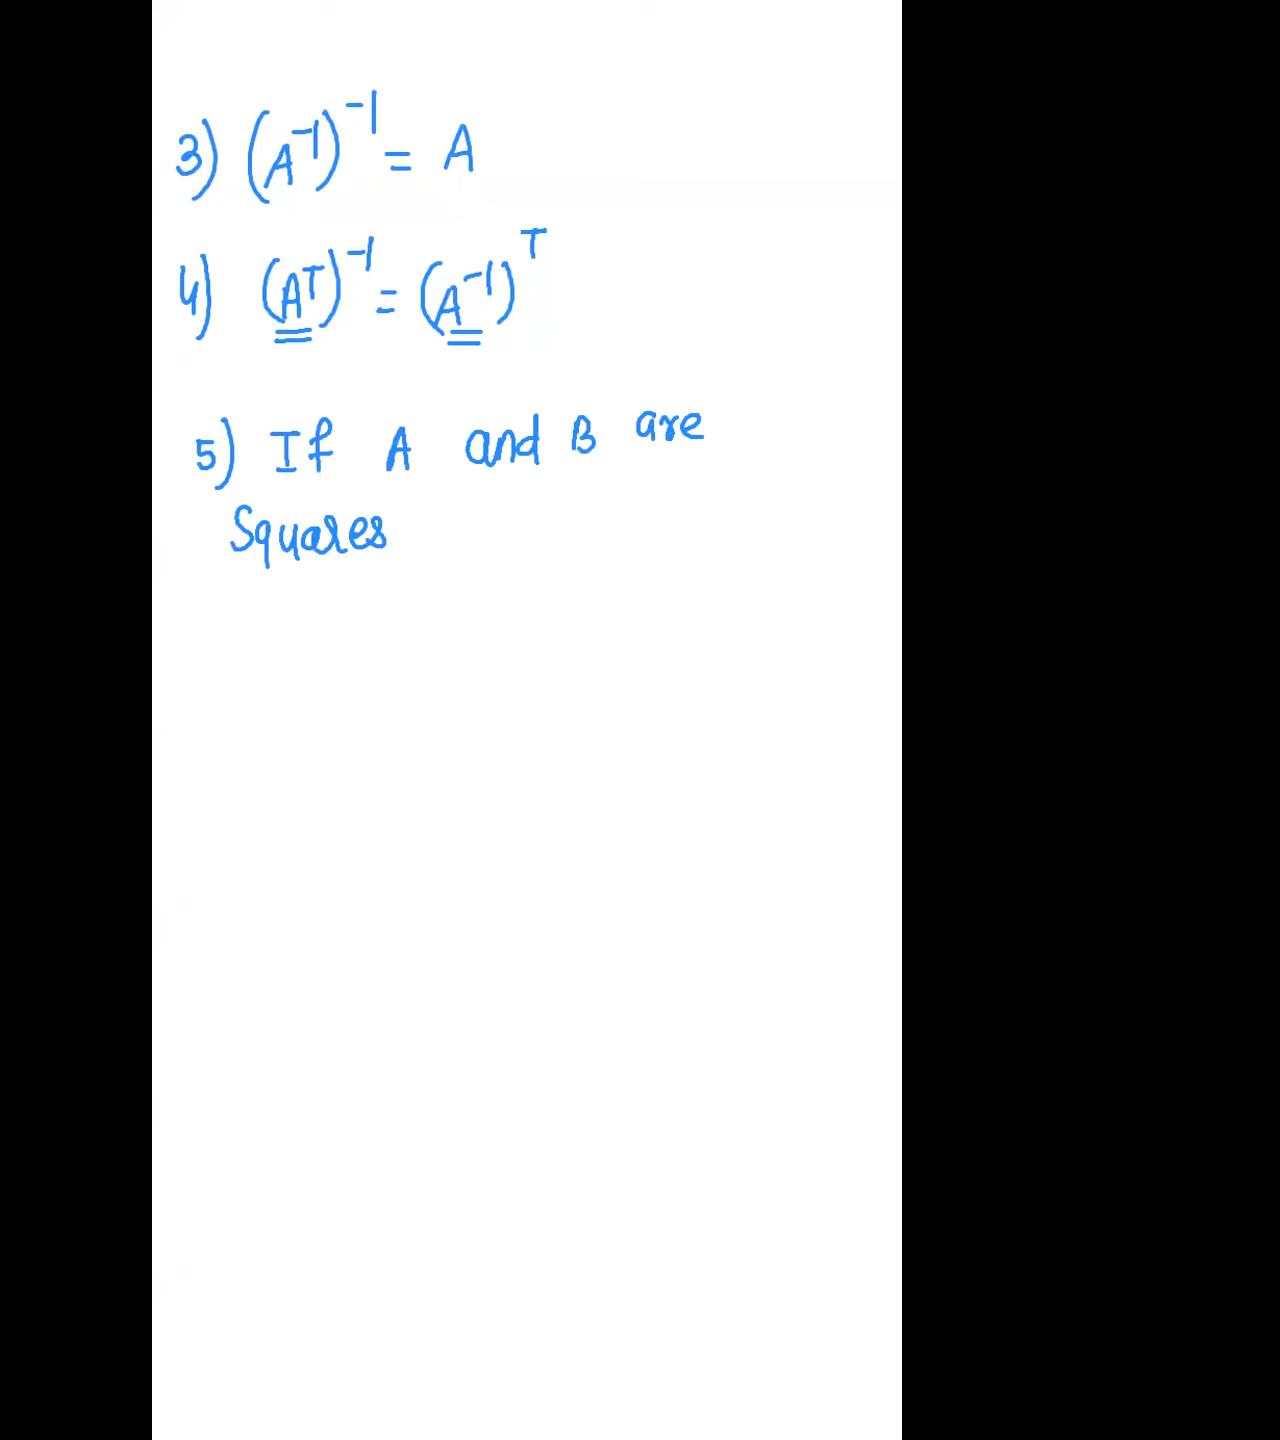 3) (A⁻¹)⁻¹ = A
4) (Aᵀ)⁻¹ = (A⁻¹)ᵀ
5) If A and B are
Squares